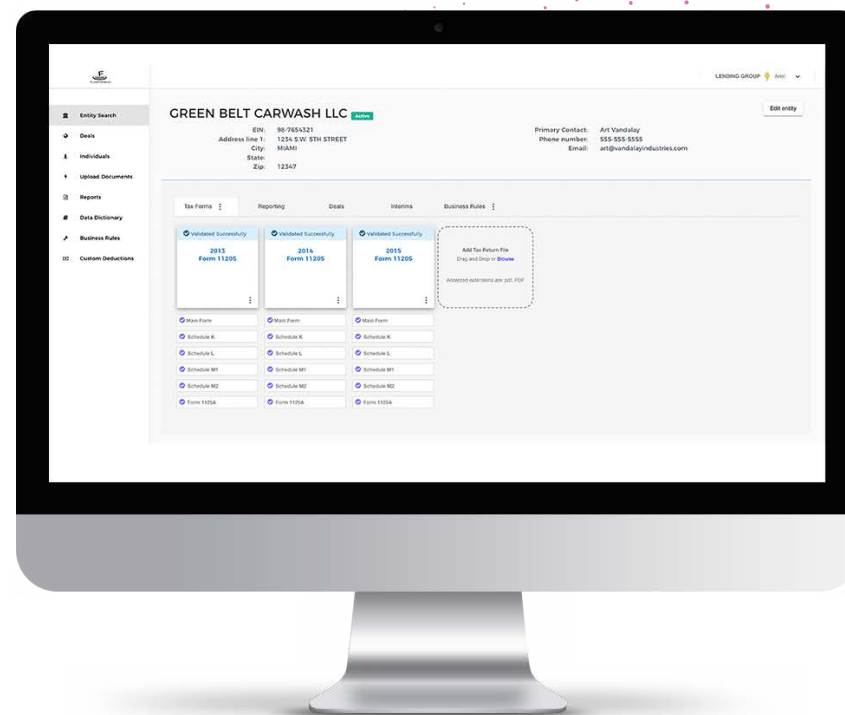 F
LENDING GROUP Ariel
Entity Search
Deals
Individuals
Upload Documents
Reports
Data Dictionary
Business Rules
Custom Deductions
GREEN BELT CARWASH LLC Active
Edit entity
EIN: 98-7654321
Address line 1: 1234 S.W. 5TH STREET
City: MIAMI
State:
Zip: 12347
Primary Contact: Art Vandalay
Phone number: 555-555-5555
Email: art@vandalayindustries.com
Tax Forms Reporting Deals Interims Business Rules
Validated Successfully Validated Successfully Validated Successfully
2013 2014 2015
Form 1120S Form 1120S Form 1120S
Add Tax Return File
Drag and Drop or Browse
Accepted extensions are: pdf, PDF
Main Form Main Form Main Form
Schedule K Schedule K Schedule K
Schedule L Schedule L Schedule L
Schedule M1 Schedule M1 Schedule M1
Schedule M2 Schedule M2 Schedule M2
Form 1125A Form 1125A Form 1125A